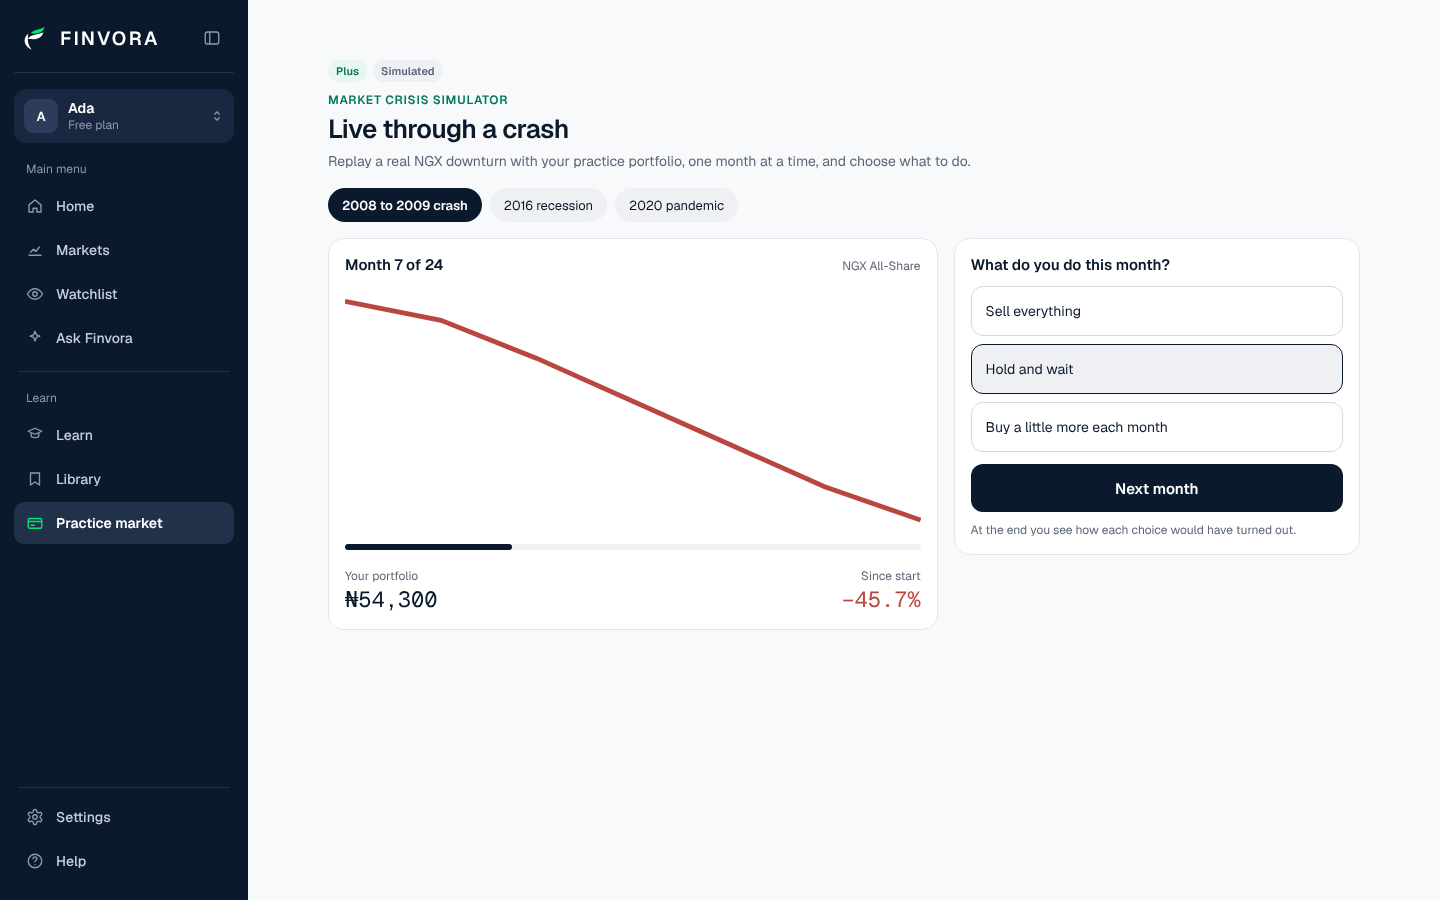 FINVORA
A
Ada
Free plan
Main menu
Home
Markets
Watchlist
Ask Finvora
Learn
Learn
Library
Practice market
Settings
Help
Plus
Simulated
MARKET CRISIS SIMULATOR
Live through a crash
Replay a real NGX downturn with your practice portfolio, one month at a time, and choose what to do.
2008 to 2009 crash
2016 recession
2020 pandemic
Month 7 of 24
NGX All-Share
Your portfolio
Since start
₦54,300
−45.7%
What do you do this month?
Sell everything
Hold and wait
Buy a little more each month
Next month
At the end you see how each choice would have turned out.